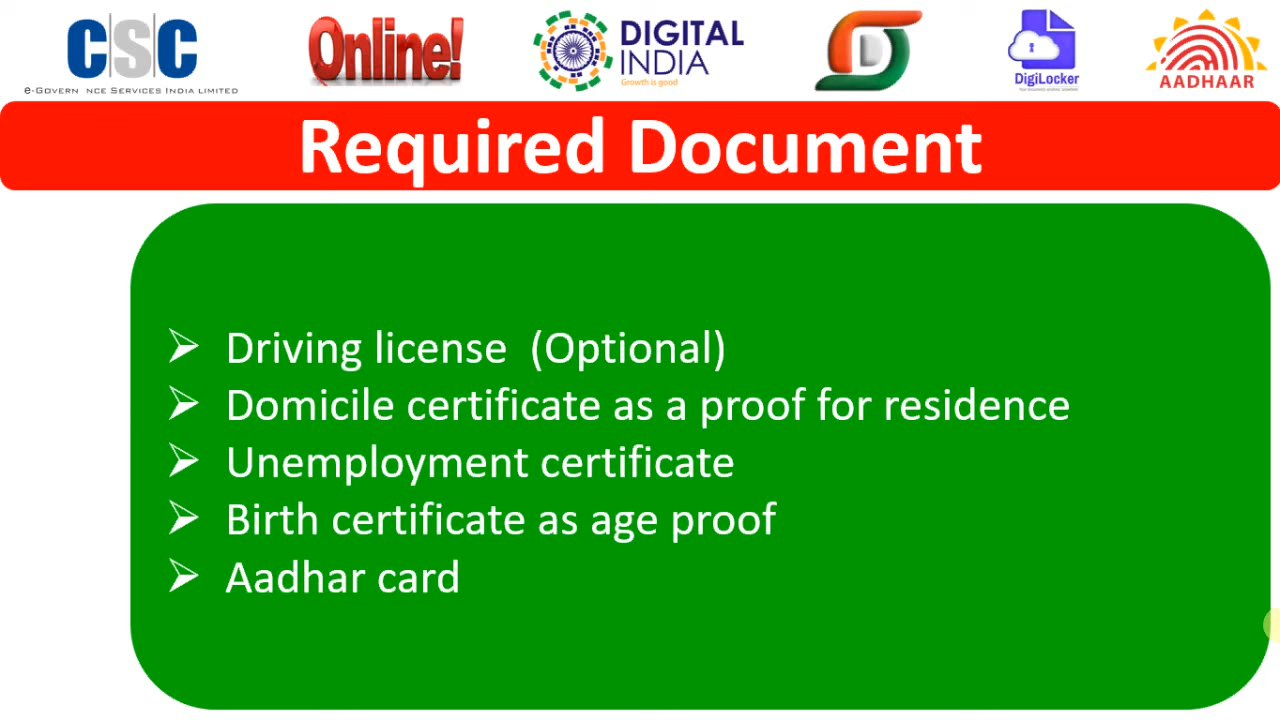 CSC
e-Govern nce Services India Limited
Online!
DIGITAL
INDIA
Growth is good
D
DigiLocker
AADHAAR
Required Document
➢ Driving license (Optional)
➢ Domicile certificate as a proof for residence
➢ Unemployment certificate
➢ Birth certificate as age proof
➢ Aadhar card